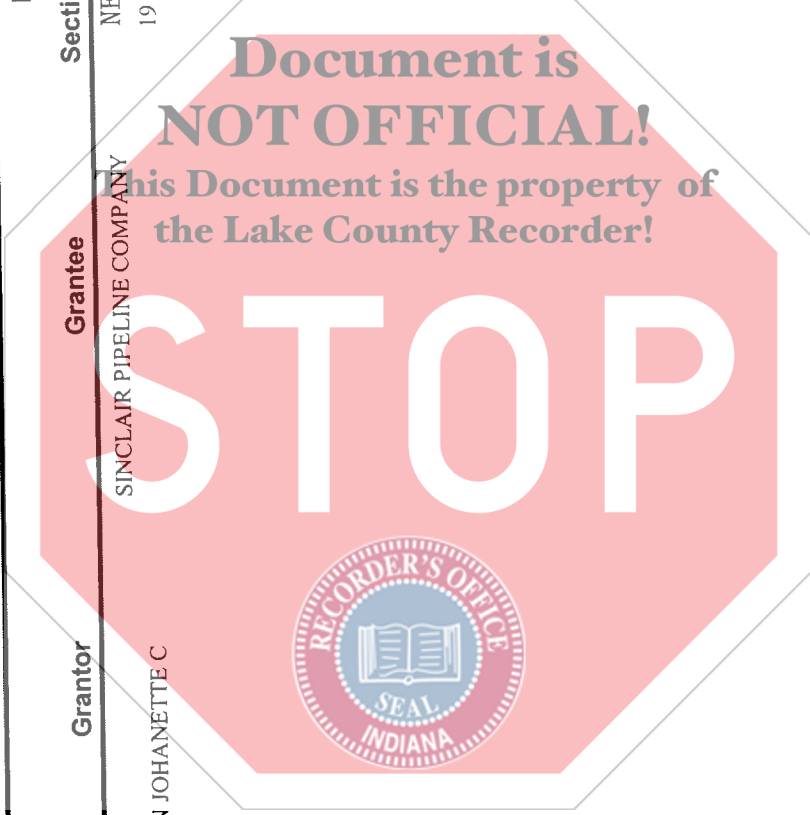 Document is
NOT OFFICIAL!
This Document is the property of
the Lake County Recorder!
STOP
RECORDER'S OFFICE
SEAL
INDIANA
Grantor
Grantee
SINCLAIR PIPELINE COMPANY
JOHANETTE C
NE
19